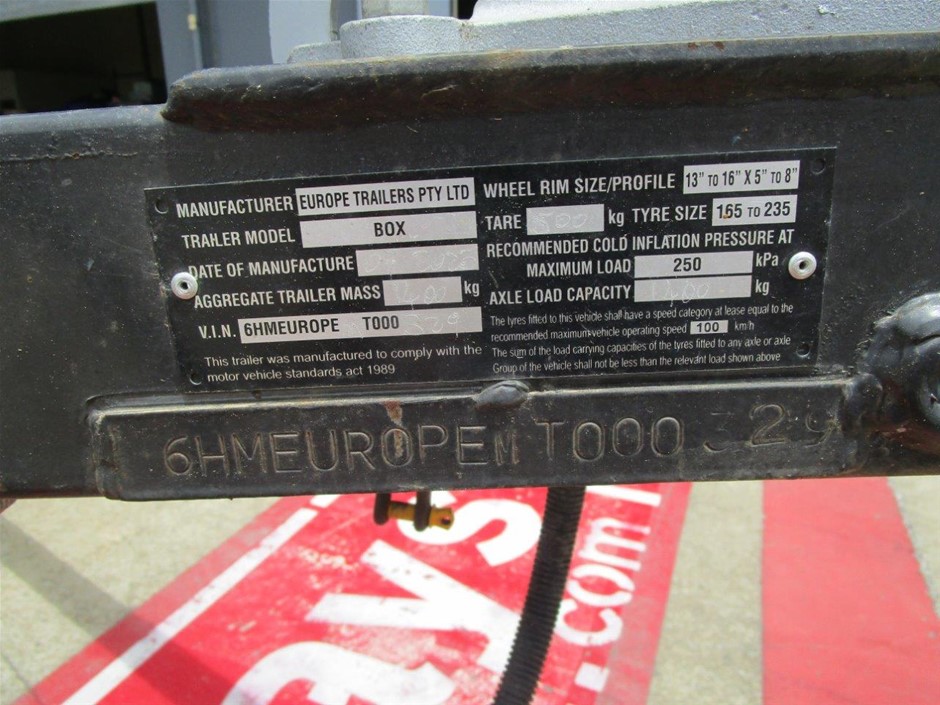 MANUFACTURER EUROPE TRAILERS PTY LTD
TRAILER MODEL BOX
DATE OF MANUFACTURE
AGGREGATE TRAILER MASS kg
V.I.N. 6HMEUROPE T000 329
This trailer was manufactured to comply with the
motor vehicle standards act 1989
WHEEL RIM SIZE/PROFILE 13" TO 16" X 5" TO 8"
TARE kg TYRE SIZE 165 TO 235
RECOMMENDED COLD INFLATION PRESSURE AT
MAXIMUM LOAD 250 kPa
AXLE LOAD CAPACITY kg
The tyres fitted to this vehicle shall have a speed category at lease equal to the
recommended maximum vehicle operating speed 100 km/h
The sum of the load carrying capacities of the tyres fitted to any axle or axle
Group of the vehicle shall not be less than the relevant load shown above
6HMEUROPEM T000329
ays
.com